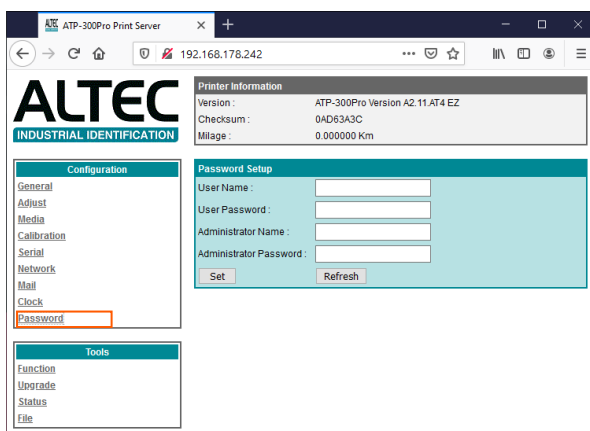 ATP-300Pro Print Server
192.168.178.242
ALTEC
INDUSTRIAL IDENTIFICATION
Printer Information
Version : ATP-300Pro Version A2.11.AT4 EZ
Checksum : 0AD63A3C
Milage : 0.000000 Km
Configuration
General
Adjust
Media
Calibration
Serial
Network
Mail
Clock
Password
Password Setup
User Name :
User Password :
Administrator Name :
Administrator Password :
Set Refresh
Tools
Function
Upgrade
Status
File